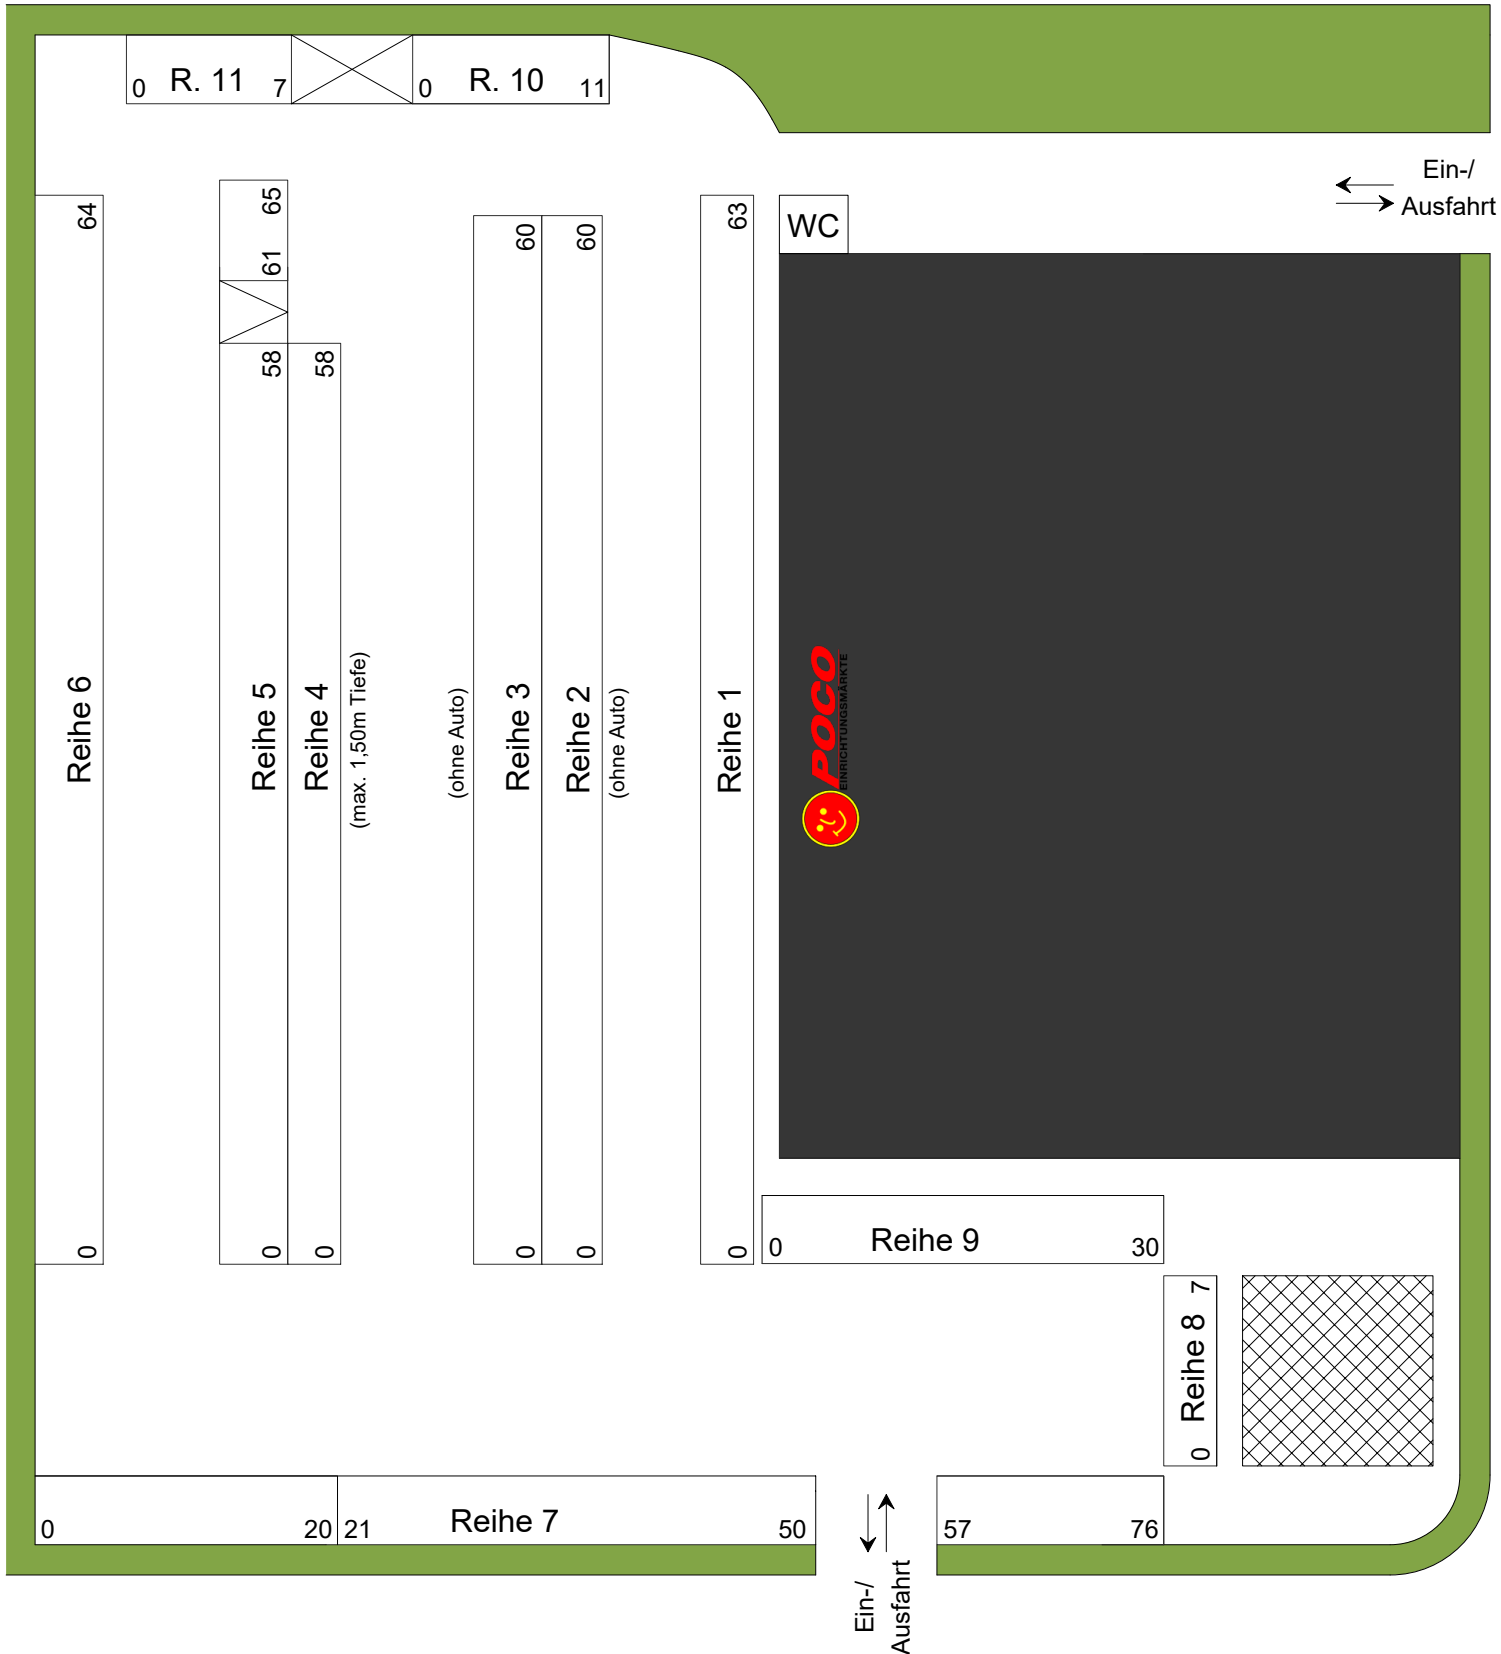 0 R. 11 7
0 R. 10 11
Ein-/
Ausfahrt
WC
64
Reihe 6
0
65
61
58
Reihe 5
0
58
Reihe 4
0
(max. 1,50m Tiefe)
(ohne Auto)
60
Reihe 3
0
60
Reihe 2
0
(ohne Auto)
63
Reihe 1
0
POCO
EINRICHTUNGSMÄRKTE
0 Reihe 9 30
7
Reihe 8
0
0 20 21 Reihe 7 50
57 76
Ein-/
Ausfahrt